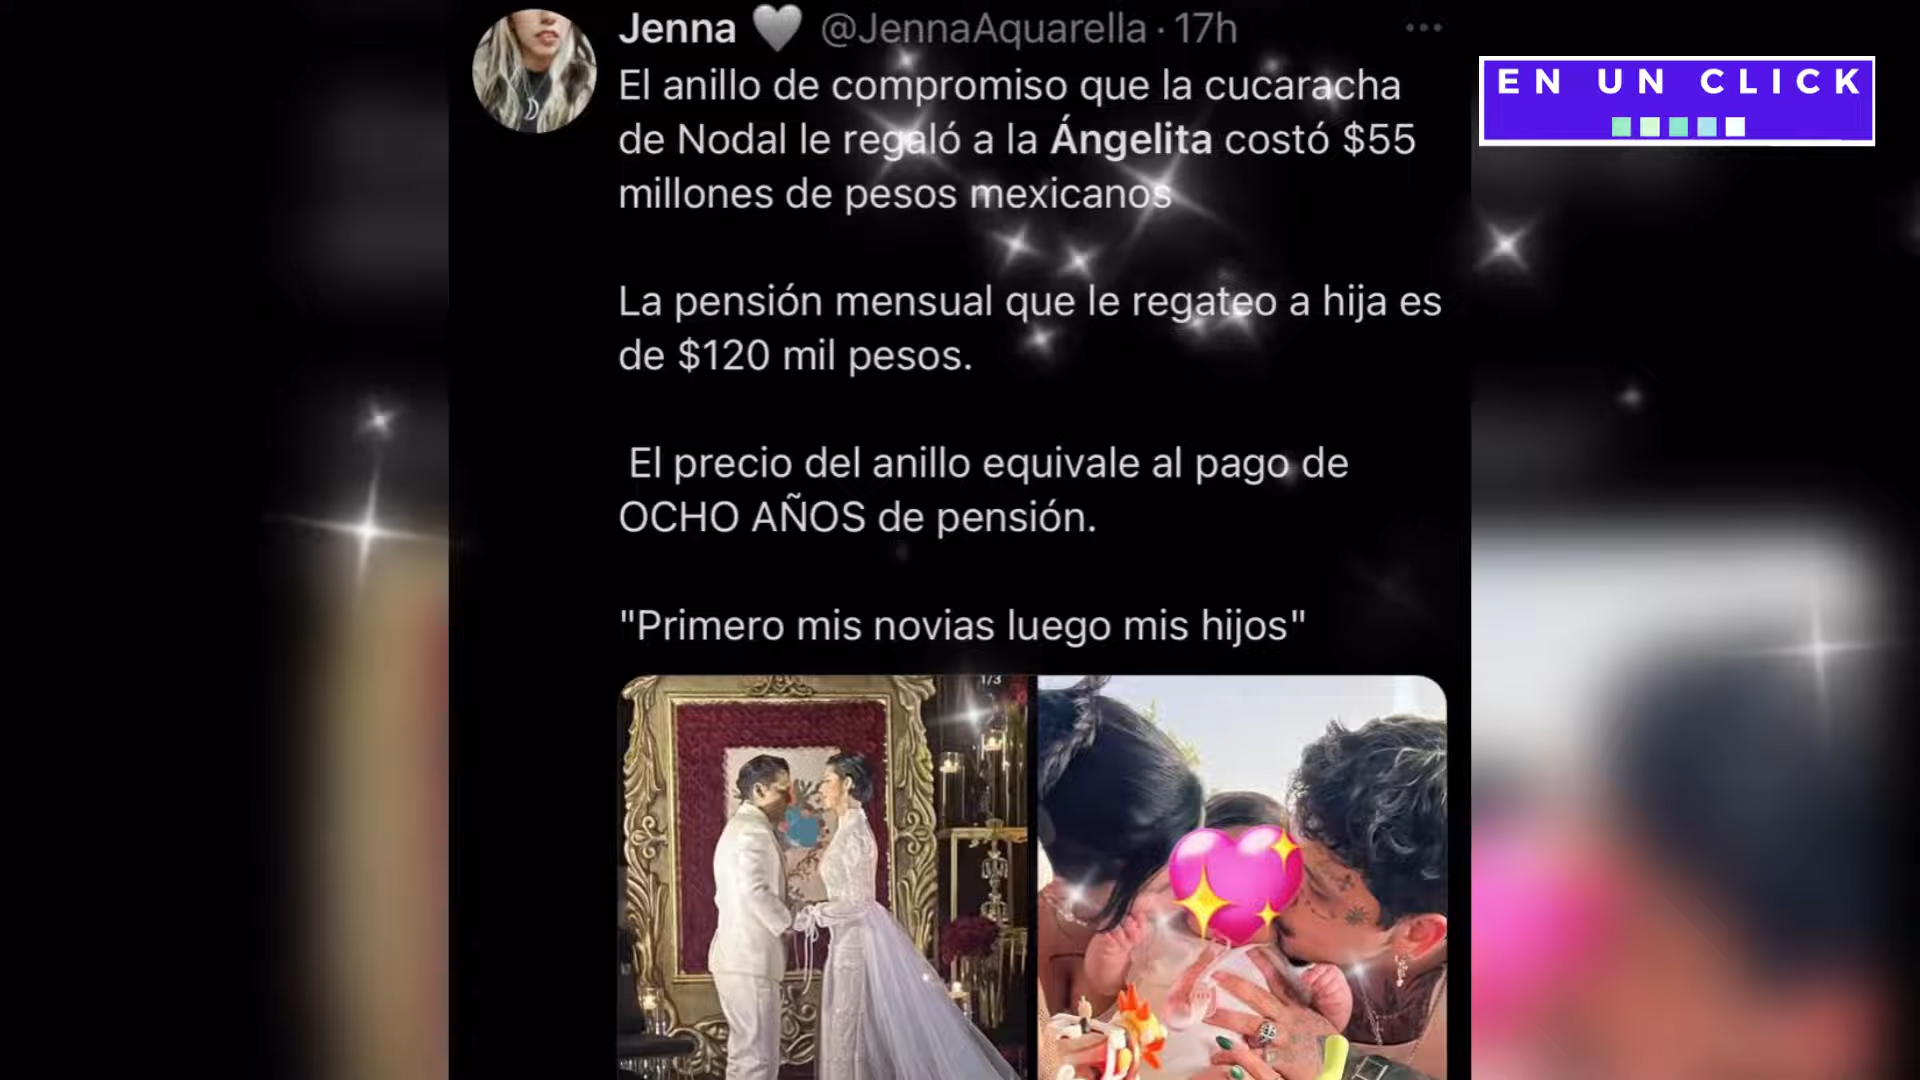 Jenna 🤍 @JennaAquarella · 17h
El anillo de compromiso que la cucaracha
de Nodal le regaló a la Ángelita costó $55
millones de pesos mexicanos
La pensión mensual que le regateo a hija es
de $120 mil pesos.
El precio del anillo equivale al pago de
OCHO AÑOS de pensión.
"Primero mis novias luego mis hijos"
1/3
EN UN CLICK